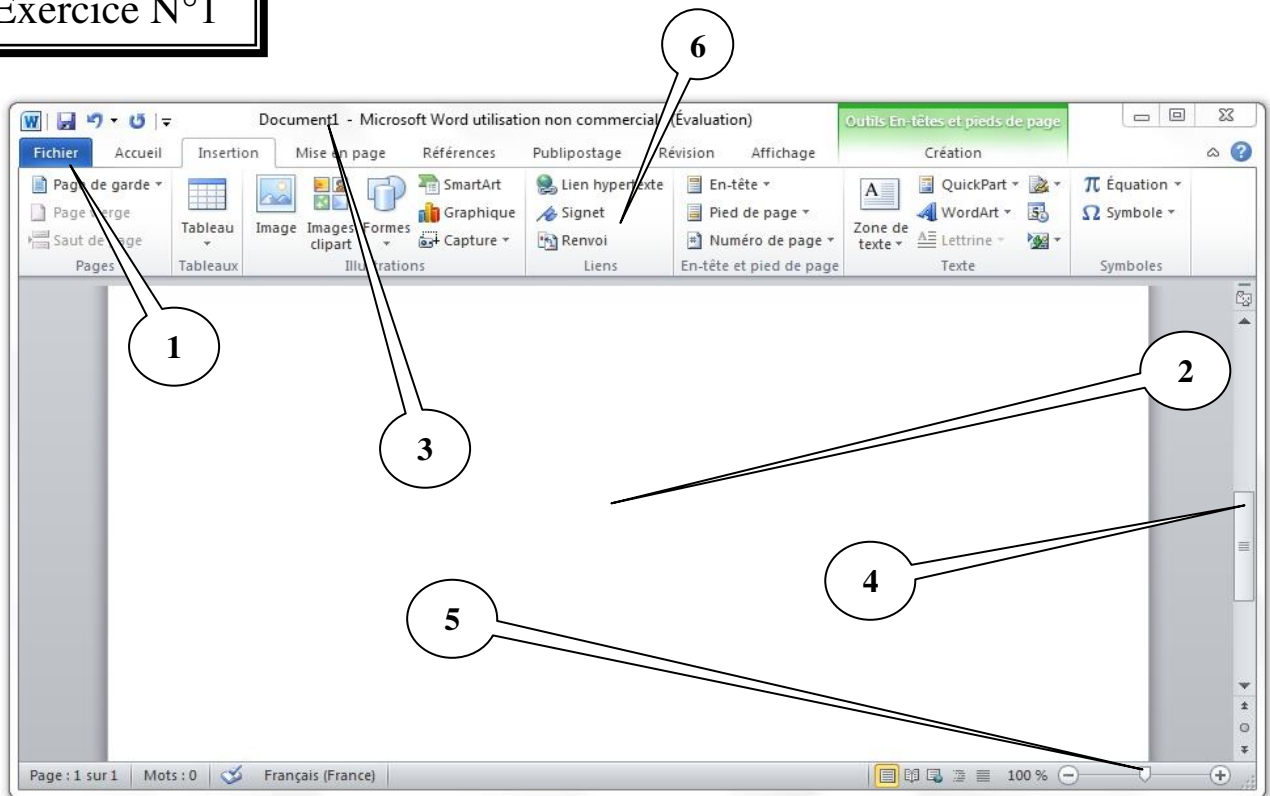 Exercice N°1
6
Document1 - Microsoft Word utilisation non commerciale (Évaluation)
Outils En-têtes et pieds de page
Fichier Accueil Insertion Mise en page Références Publipostage Révision Affichage Création
Page de garde SmartArt Lien hypertexte En-tête QuickPart Équation
Page vierge Graphique Signet Pied de page WordArt Symbole
Saut de page Tableau Image Images clipart Formes Capture Renvoi Numéro de page Zone de texte Lettrine
Pages Tableaux Illustrations Liens En-tête et pied de page Texte Symboles
1
2
3
4
5
Page : 1 sur 1 Mots : 0 Français (France) 100 %